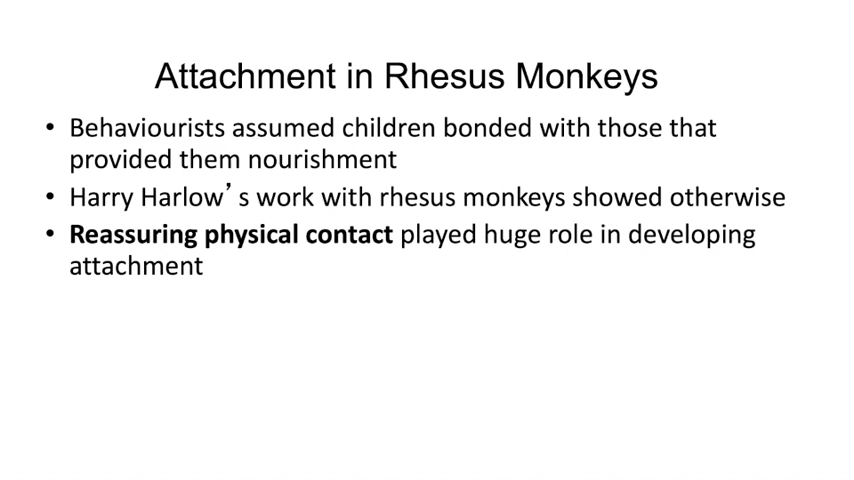 Attachment in Rhesus Monkeys
• Behaviourists assumed children bonded with those that
provided them nourishment
• Harry Harlow’s work with rhesus monkeys showed otherwise
• Reassuring physical contact played huge role in developing
attachment